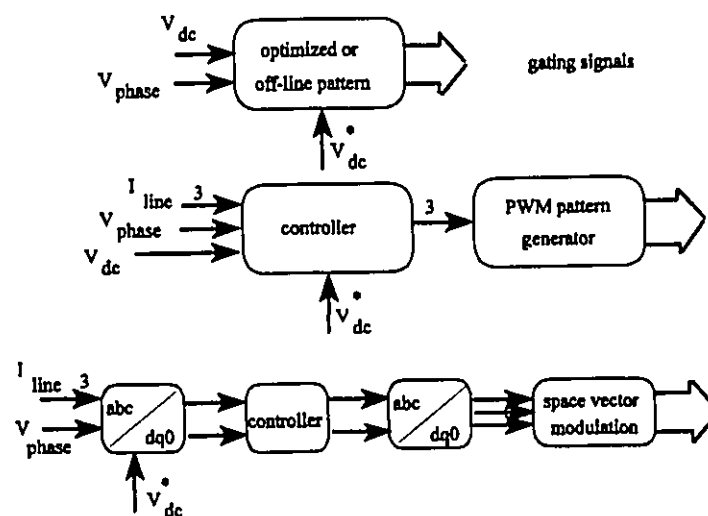 V dc
V phase
optimized or
off-line pattern
gating signals
V dc *
I line 3
V phase
V dc
controller
3
PWM pattern
generator
V dc *
I line 3
V phase
abc
dq0
controller
abc
dq0
space vector
modulation
V dc *